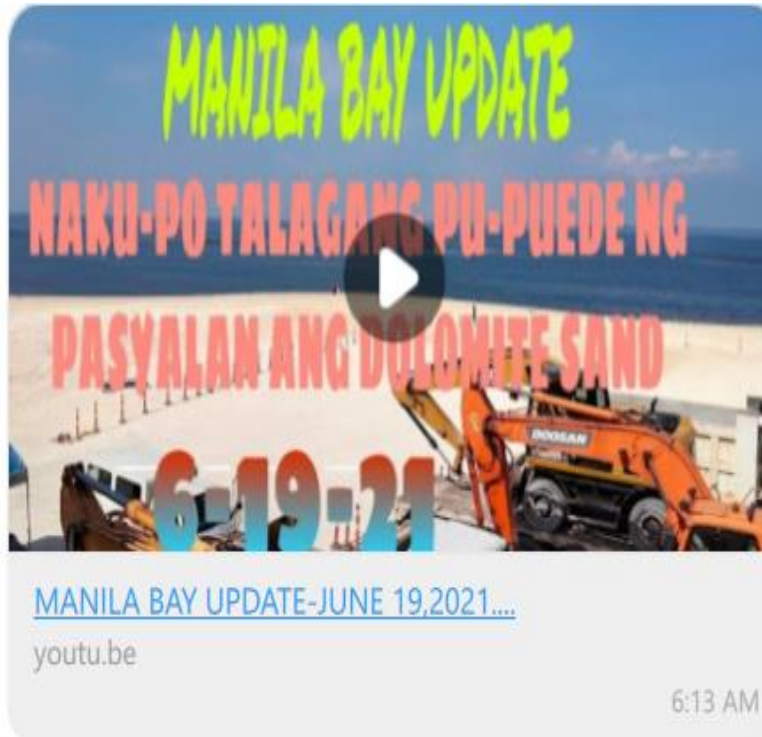 MANILA BAY UPDATE
NAKU-PO TALAGANG PU-PUEDE NG
PASYALAN ANG DOLOMITE SAND
DOOSAN
6-19-21
MANILA BAY UPDATE-JUNE 19,2021....
youtu.be
6:13 AM